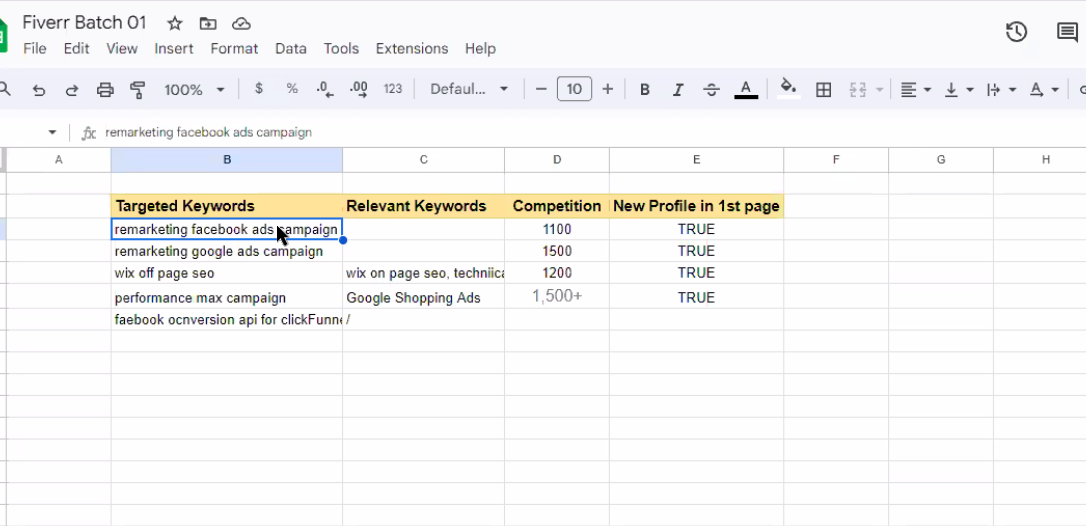 Fiverr Batch 01
File Edit View Insert Format Data Tools Extensions Help
100% $ % .0 .00 123 Defaul... − 10 + B I S A
fx remarketing facebook ads campaign
A B C D E F G H
Targeted Keywords Relevant Keywords Competition New Profile in 1st page
remarketing facebook ads campaign 1100 TRUE
remarketing google ads campaign 1500 TRUE
wix off page seo wix on page seo, techniica 1200 TRUE
performance max campaign Google Shopping Ads 1,500+ TRUE
faebook ocnversion api for clickFunne /